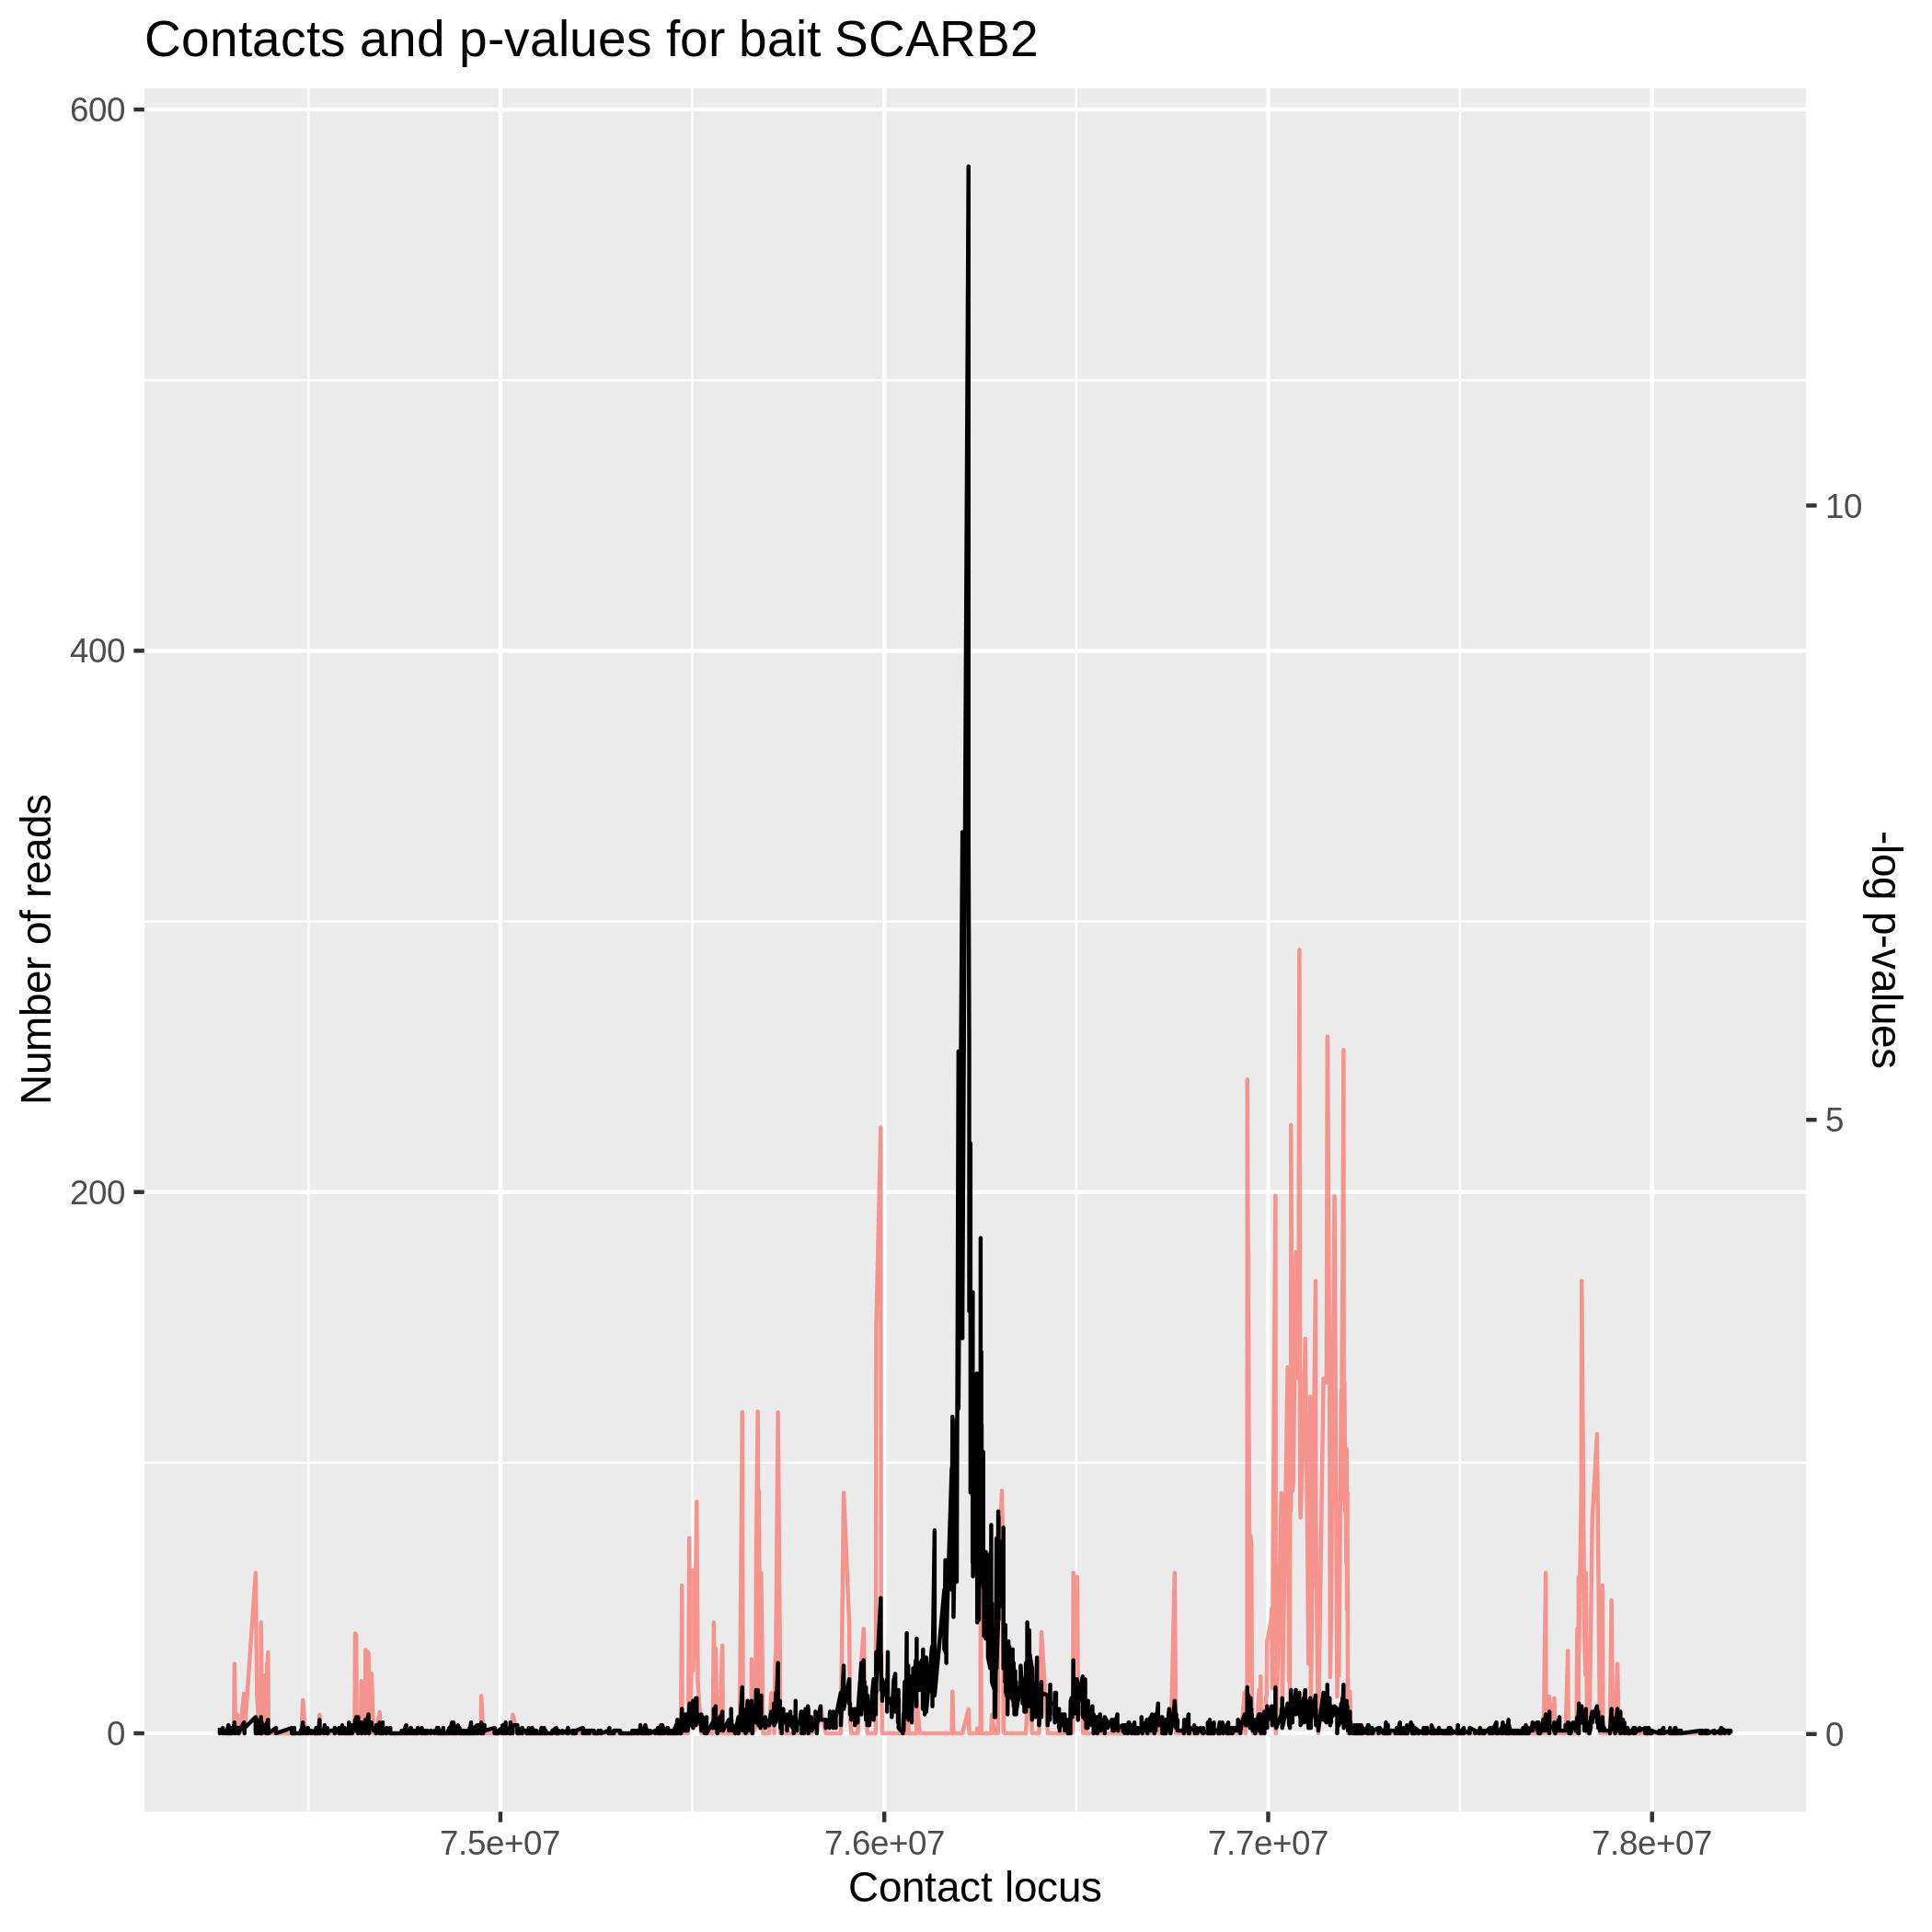 Contacts and p-values for bait SCARB2
600
400
200
0
Number of reads
10
5
0
-log p-values
7.5e+07
7.6e+07
7.7e+07
7.8e+07
Contact locus